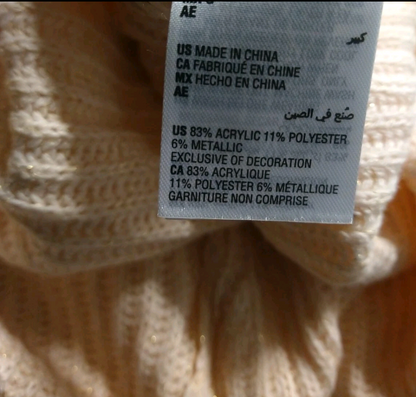 AE
كبير
US MADE IN CHINA
CA FABRIQUÉ EN CHINE
MX HECHO EN CHINA
AE
صنع في الصين
US 83% ACRYLIC 11% POLYESTER
6% METALLIC
EXCLUSIVE OF DECORATION
CA 83% ACRYLIQUE
11% POLYESTER 6% MÉTALLIQUE
GARNITURE NON COMPRISE